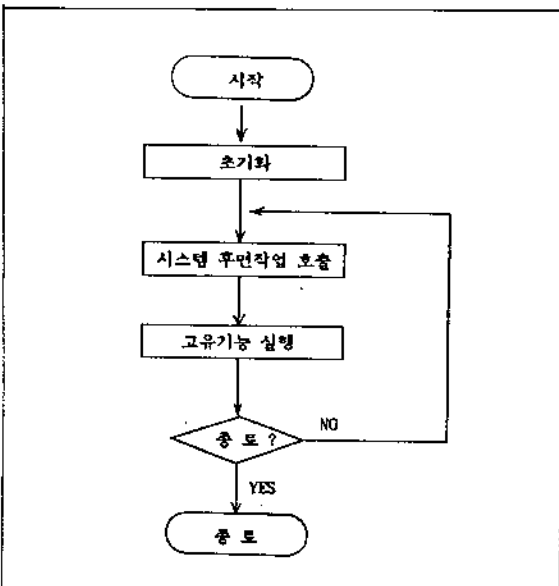 시작
초기화
시스템 후면작업 호출
고유기능 실행
종료?
NO
YES
종료